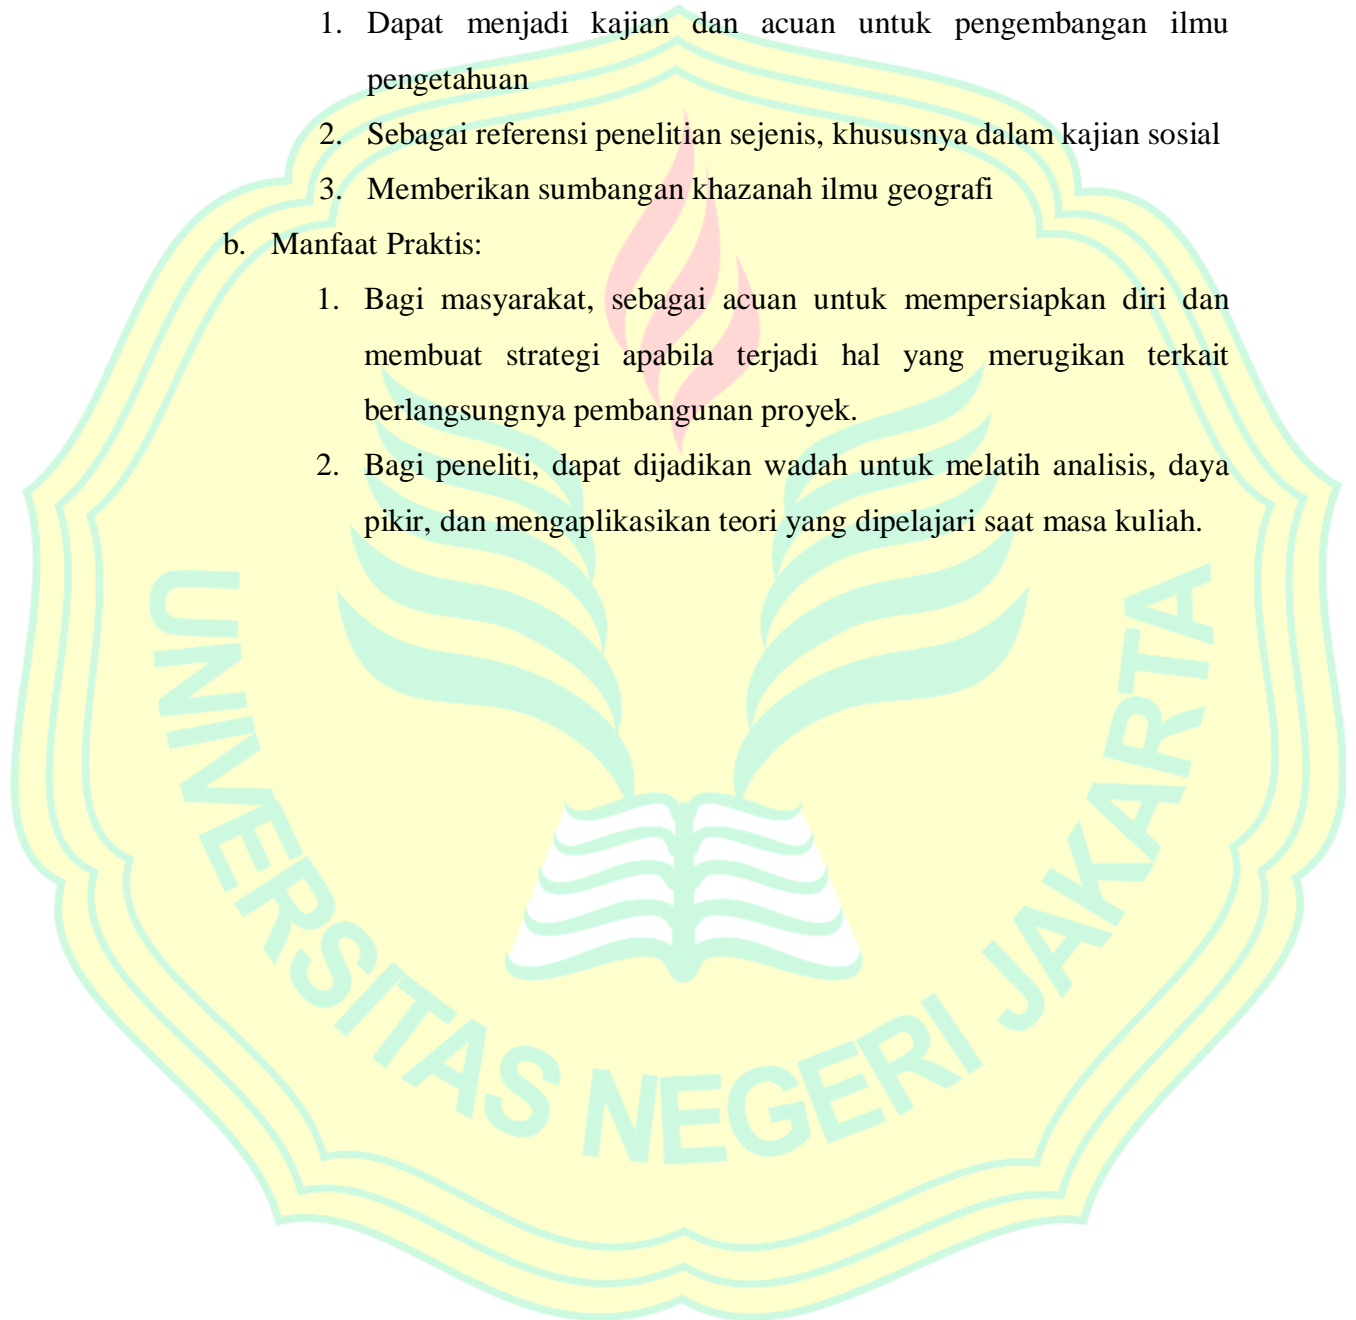 1. Dapat menjadi kajian dan acuan untuk pengembangan ilmu
pengetahuan
2. Sebagai referensi penelitian sejenis, khususnya dalam kajian sosial
3. Memberikan sumbangan khazanah ilmu geografi
b. Manfaat Praktis:
1. Bagi masyarakat, sebagai acuan untuk mempersiapkan diri dan
membuat strategi apabila terjadi hal yang merugikan terkait
berlangsungnya pembangunan proyek.
2. Bagi peneliti, dapat dijadikan wadah untuk melatih analisis, daya
pikir, dan mengaplikasikan teori yang dipelajari saat masa kuliah.
UNIVERSITAS NEGERI JAKARTA